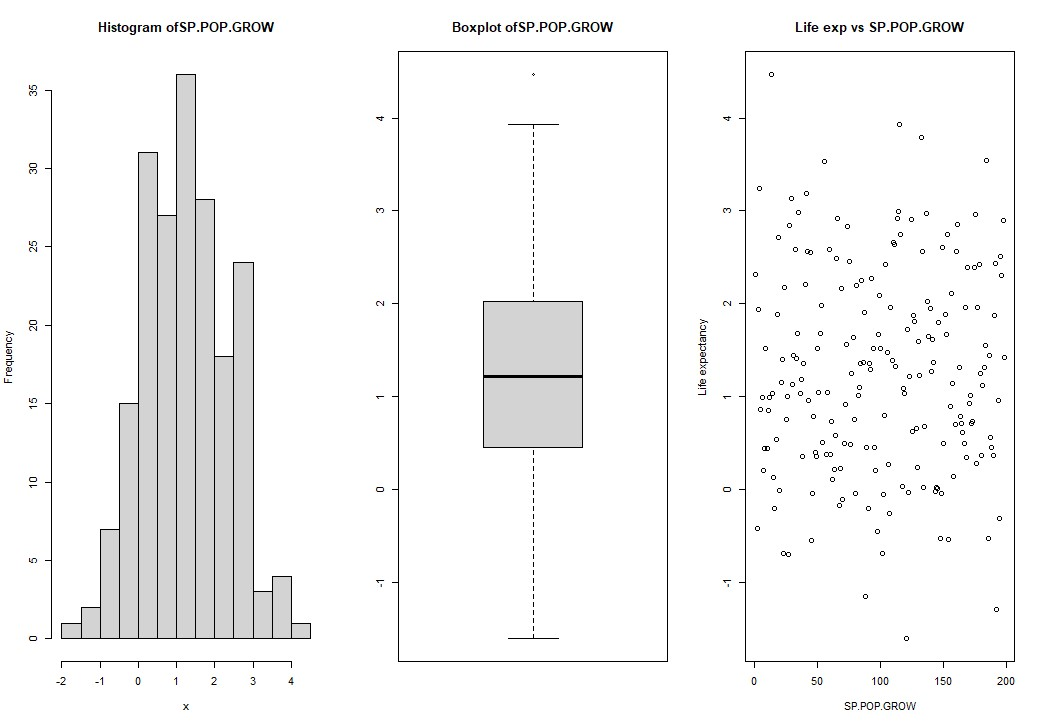 Histogram ofSP.POP.GROW
Frequency
0
5
10
15
20
25
30
35
-2 -1 0 1 2 3 4
x
Boxplot ofSP.POP.GROW
-1
0
1
2
3
4
Life exp vs SP.POP.GROW
Life expectancy
-1
0
1
2
3
4
0 50 100 150 200
SP.POP.GROW